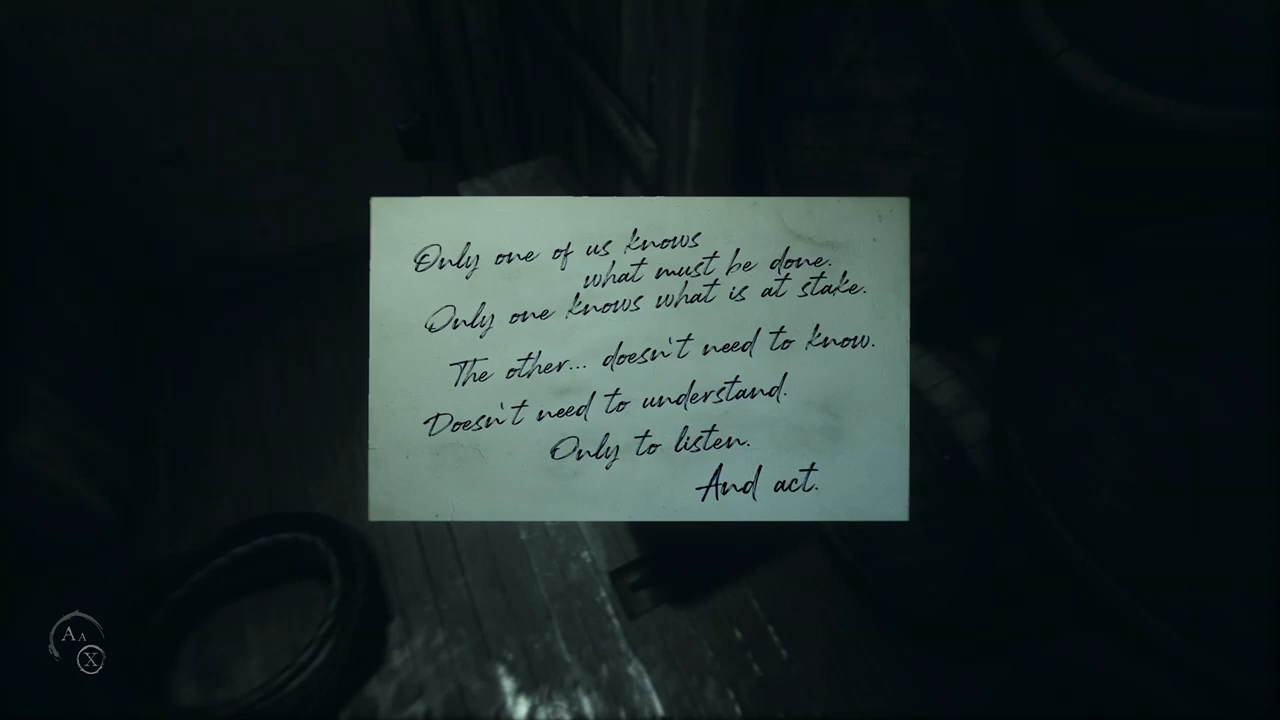 Only one of us knows
what must be done.
Only one knows what is at stake.
The other... doesn't need to know.
Doesn't need to understand.
Only to listen.
And act.
AA
X